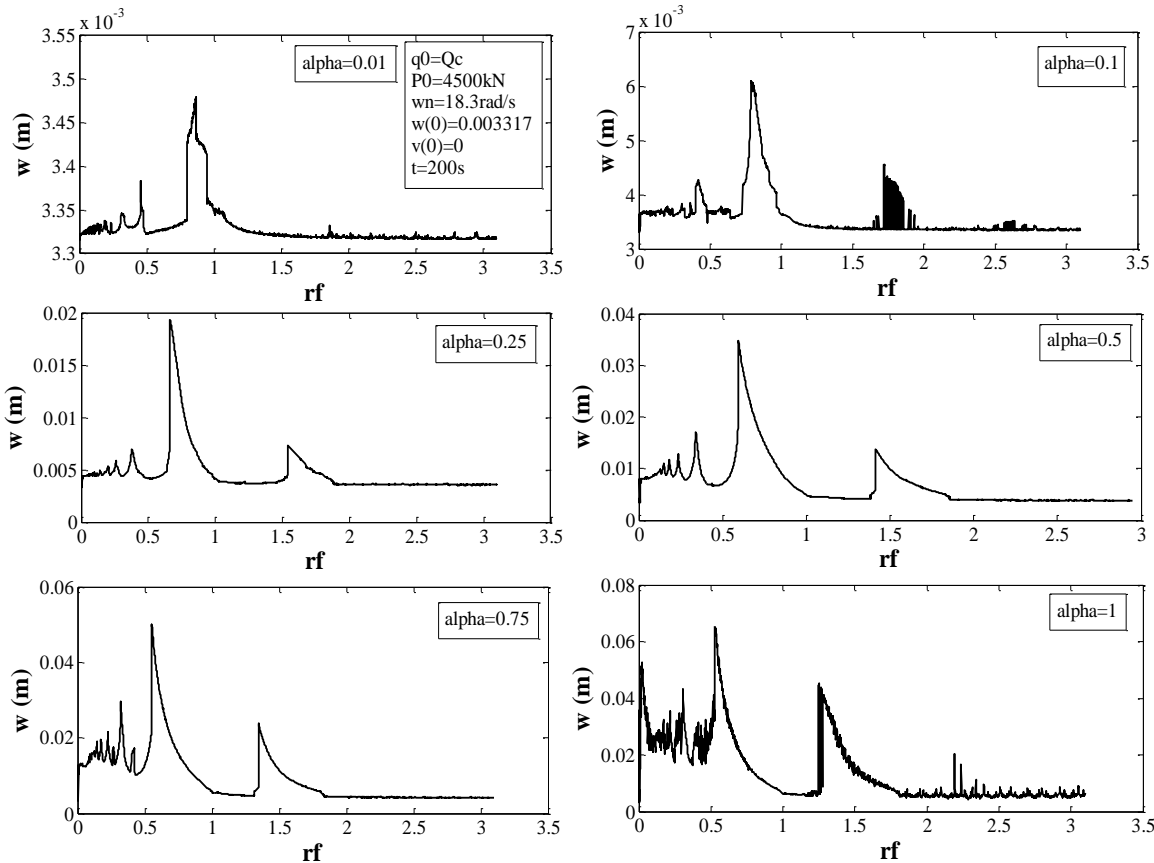 x 10⁻³
3.55
3.5
3.45
3.4
3.35
3.3
w (m)
alpha=0.01
q0=Qc
P0=4500kN
wn=18.3rad/s
w(0)=0.003317
v(0)=0
t=200s
0 0.5 1 1.5 2 2.5 3 3.5
rf
x 10⁻³
7
6
5
4
3
w (m)
alpha=0.1
0 0.5 1 1.5 2 2.5 3 3.5
rf
0.02
0.015
0.01
0.005
0
w (m)
alpha=0.25
0 0.5 1 1.5 2 2.5 3 3.5
rf
0.04
0.03
0.02
0.01
0
w (m)
alpha=0.5
0 0.5 1 1.5 2 2.5 3
rf
0.06
0.04
0.02
0
w (m)
alpha=0.75
0 0.5 1 1.5 2 2.5 3 3.5
rf
0.08
0.06
0.04
0.02
0
w (m)
alpha=1
0 0.5 1 1.5 2 2.5 3 3.5
rf